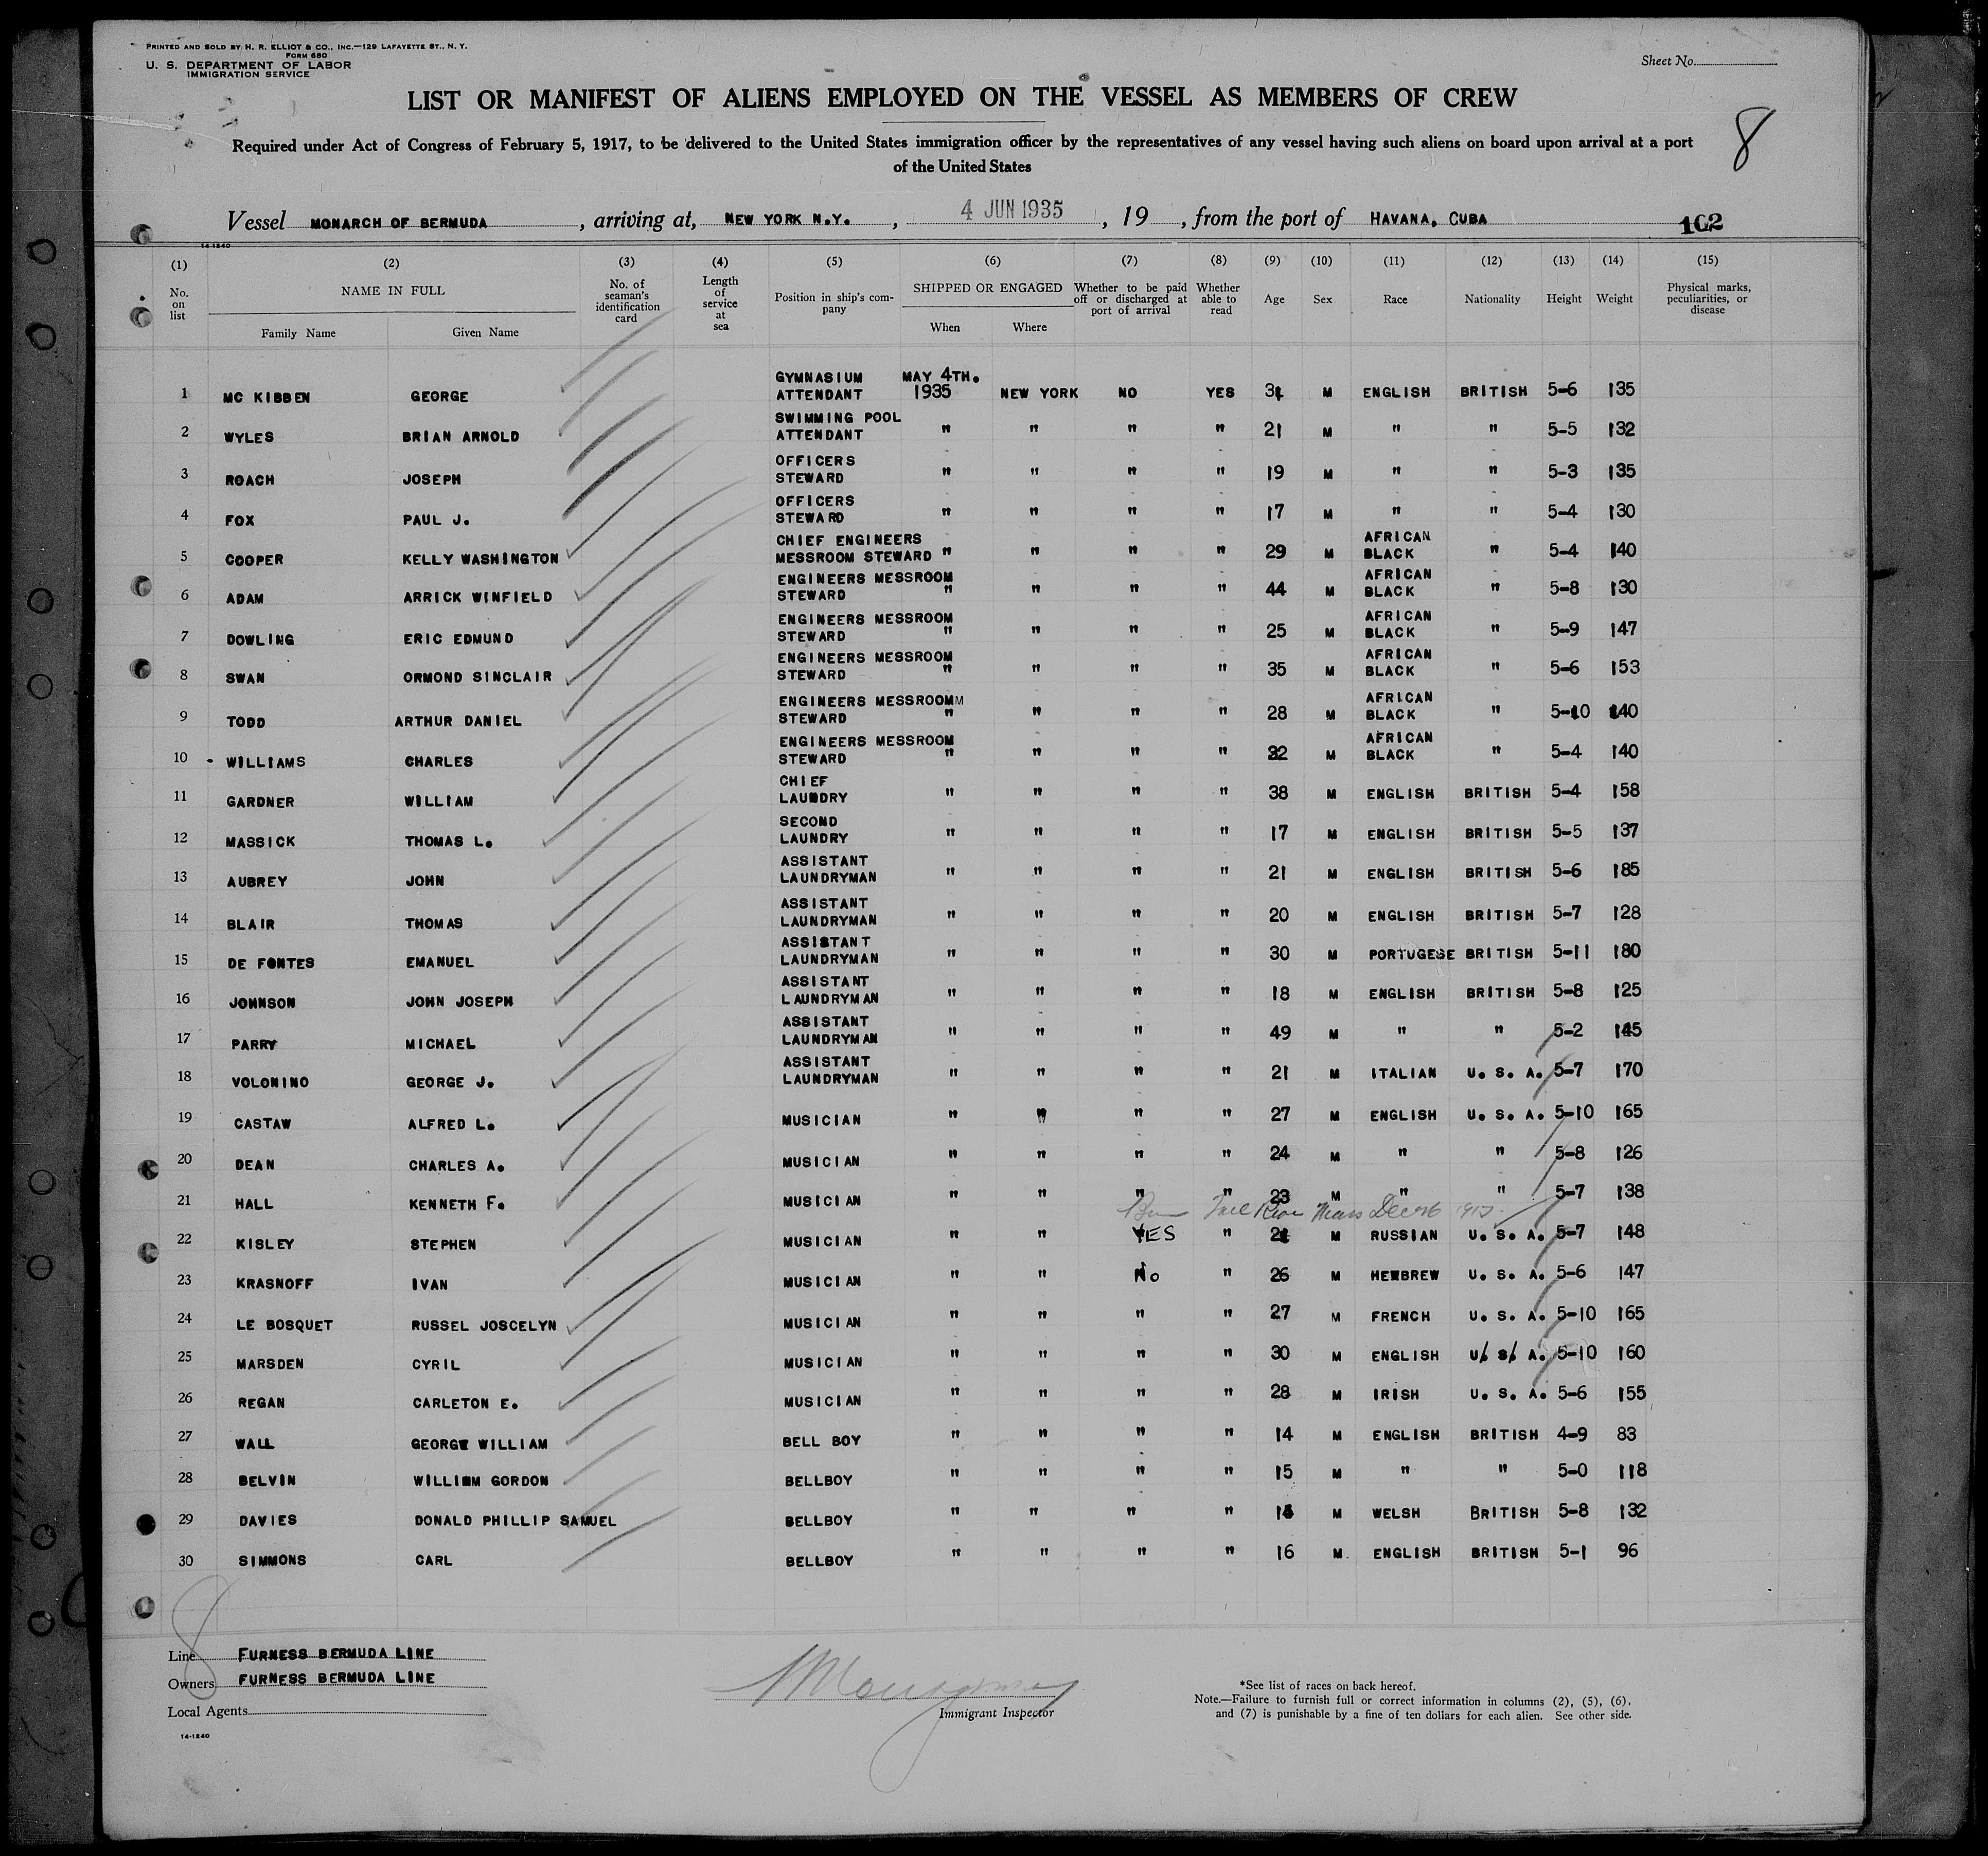 PRINTED AND SOLD BY H. R. ELLIOT & CO., INC.—129 LAFAYETTE ST., N. Y.
FORM 680
U. S. DEPARTMENT OF LABOR
IMMIGRATION SERVICE
Sheet No.
LIST OR MANIFEST OF ALIENS EMPLOYED ON THE VESSEL AS MEMBERS OF CREW
8
Required under Act of Congress of February 5, 1917, to be delivered to the United States immigration officer by the representatives of any vessel having such aliens on board upon arrival at a port
of the United States
Vessel MONARCH OF BERMUDA, arriving at, NEW YORK N.Y., 4 JUN 1935, 19, from the port of HAVANA, CUBA 102
14-1240
(1) (2) (3) (4) (5) (6) (7) (8) (9) (10) (11) (12) (13) (14) (15)
No. on list NAME IN FULL Family Name Given Name No. of seaman's identification card Length of service at sea Position in ship's company SHIPPED OR ENGAGED When Where Whether to be paid off or discharged at port of arrival Whether able to read Age Sex Race Nationality Height Weight Physical marks, peculiarities, or disease
1 MC KIBBEN GEORGE GYMNASIUM ATTENDANT MAY 4TH. 1935 NEW YORK NO YES 34 M ENGLISH BRITISH 5-6 135
2 WYLES BRIAN ARNOLD SWIMMING POOL ATTENDANT " " " " 21 M " " 5-5 132
3 ROACH JOSEPH OFFICERS STEWARD " " " " 19 M " " 5-3 135
4 FOX PAUL J. OFFICERS STEWARD " " " " 17 M " " 5-4 130
5 COOPER KELLY WASHINGTON CHIEF ENGINEERS MESSROOM STEWARD " " " " 29 M AFRICAN BLACK " 5-4 140
6 ADAM ARRICK WINFIELD ENGINEERS MESSROOM STEWARD " " " " 44 M AFRICAN BLACK " 5-8 130
7 DOWLING ERIC EDMUND ENGINEERS MESSROOM STEWARD " " " " 25 M AFRICAN BLACK " 5-9 147
8 SWAN ORMOND SINCLAIR ENGINEERS MESSROOM STEWARD " " " " 35 M AFRICAN BLACK " 5-6 153
9 TODD ARTHUR DANIEL ENGINEERS MESSROOMM STEWARD " " " " 28 M AFRICAN BLACK " 5-10 140
10 WILLIAMS CHARLES ENGINEERS MESSROOM STEWARD " " " " 32 M AFRICAN BLACK " 5-4 140
11 GARDNER WILLIAM CHIEF LAUNDRY " " " " 38 M ENGLISH BRITISH 5-4 158
12 MASSICK THOMAS L. SECOND LAUNDRY " " " " 17 M ENGLISH BRITISH 5-5 137
13 AUBREY JOHN ASSISTANT LAUNDRYMAN " " " " 21 M ENGLISH BRITISH 5-6 185
14 BLAIR THOMAS ASSISTANT LAUNDRYMAN " " " " 20 M ENGLISH BRITISH 5-7 128
15 DE FONTES EMANUEL ASSISTANT LAUNDRYMAN " " " " 30 M PORTUGESE BRITISH 5-11 180
16 JOHNSON JOHN JOSEPH ASSISTANT LAUNDRYMAN " " " " 18 M ENGLISH BRITISH 5-8 125
17 PARRY MICHAEL ASSISTANT LAUNDRYMAN " " " " 49 M " " 5-2 145
18 VOLONINO GEORGE J. ASSISTANT LAUNDRYMAN " " " " 21 M ITALIAN U. S. A. 5-7 170
19 CASTAW ALFRED L. MUSICIAN " " " " 27 M ENGLISH U. S. A. 5-10 165
20 DEAN CHARLES A. MUSICIAN " " " " 24 M " " 5-8 126
21 HALL KENNETH F. MUSICIAN " " " " 23 M " " 5-7 138
Fall River Mass Dec
22 KISLEY STEPHEN MUSICIAN " " YES " M RUSSIAN U. S. A. 5-7 148
23 KRASNOFF IVAN MUSICIAN " " No " 26 M HEWBREW U. S. A. 5-6 147
24 LE BOSQUET RUSSEL JOSCELYN MUSICIAN " " " " 27 M FRENCH U. S. A. 5-10 165
25 MARSDEN CYRIL MUSICIAN " " " " 30 M ENGLISH U/ S/ A. 5-10 160
26 REGAN CARLETON E. MUSICIAN " " " " 28 M IRISH U. S. A. 5-6 155
27 WALL GEORGE WILLIAM BELL BOY " " " " 14 M ENGLISH BRITISH 4-9 83
28 BELVIN WILLIAM GORDON BELLBOY " " " " 15 M " " 5-0 118
29 DAVIES DONALD PHILLIP SAMUEL BELLBOY " " " " M WELSH BRITISH 5-8 132
30 SIMMONS CARL BELLBOY " " " " 16 M. ENGLISH BRITISH 5-1 96
8
Line FURNESS BERMUDA LINE
Owners FURNESS BERMUDA LINE
Local Agents
Immigrant Inspector
*See list of races on back hereof.
Note.—Failure to furnish full or correct information in columns (2), (5), (6),
and (7) is punishable by a fine of ten dollars for each alien. See other side.
14-1240